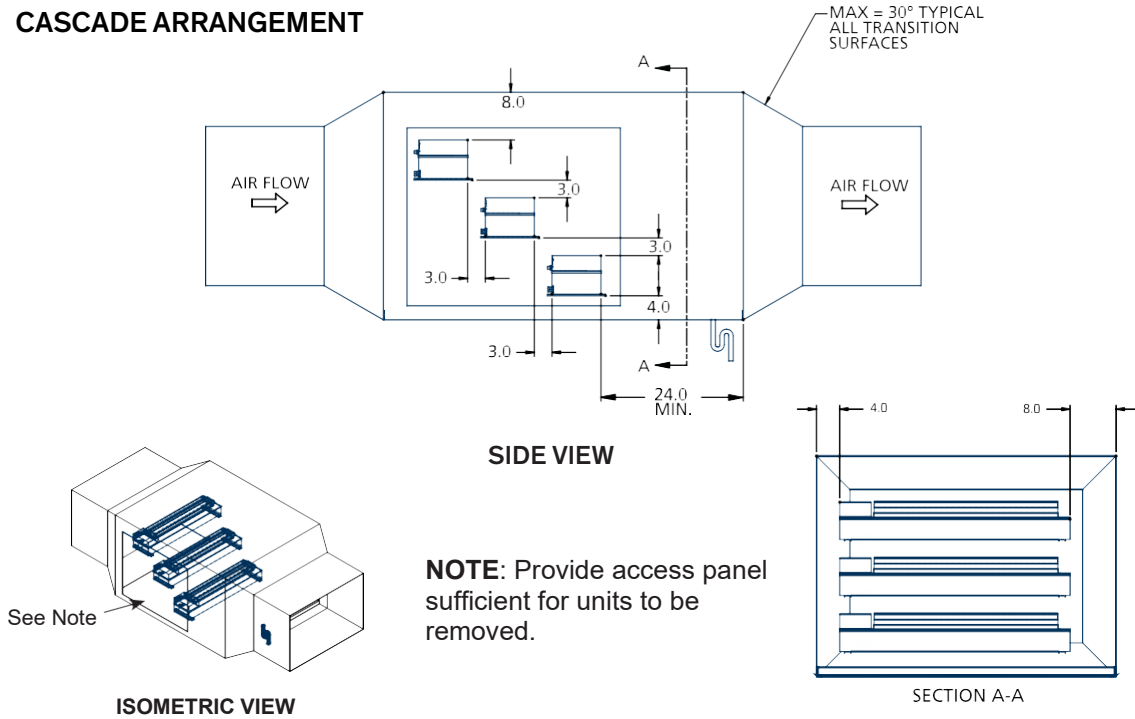 CASCADE ARRANGEMENT
MAX = 30° TYPICAL
ALL TRANSITION
SURFACES
A
8.0
AIR FLOW
AIR FLOW
3.0
3.0
3.0
4.0
3.0
A
24.0
MIN.
SIDE VIEW
4.0
8.0
See Note
NOTE: Provide access panel
sufficient for units to be
removed.
ISOMETRIC VIEW
SECTION A-A